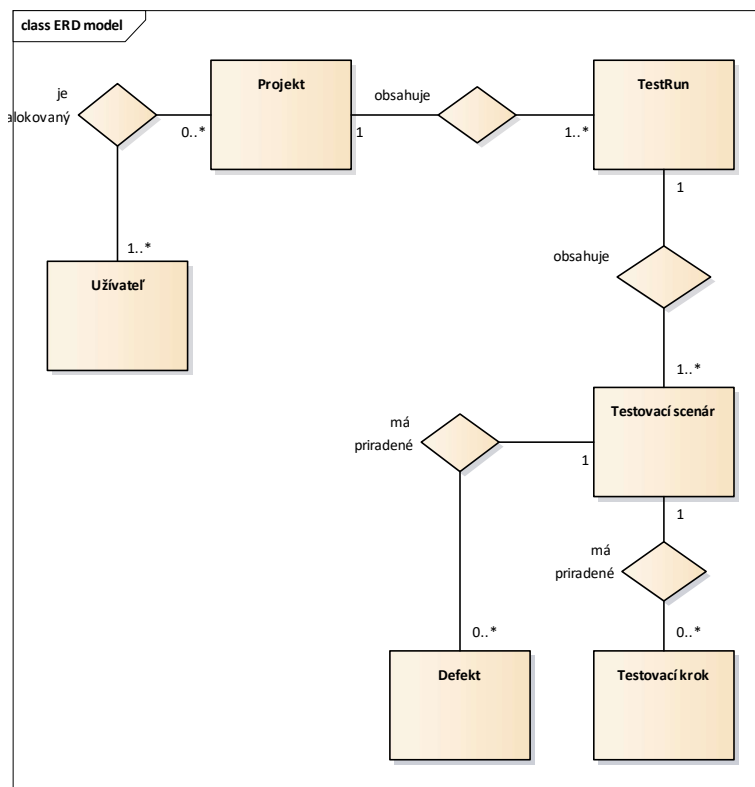 class ERD model
je
alokovaný
Projekt
obsahuje
TestRun
0..*
1
1..*
1
1..*
obsahuje
Užívateľ
1..*
Testovací scenár
má
priradené
1
1
má
priradené
0..*
0..*
Defekt
Testovací krok